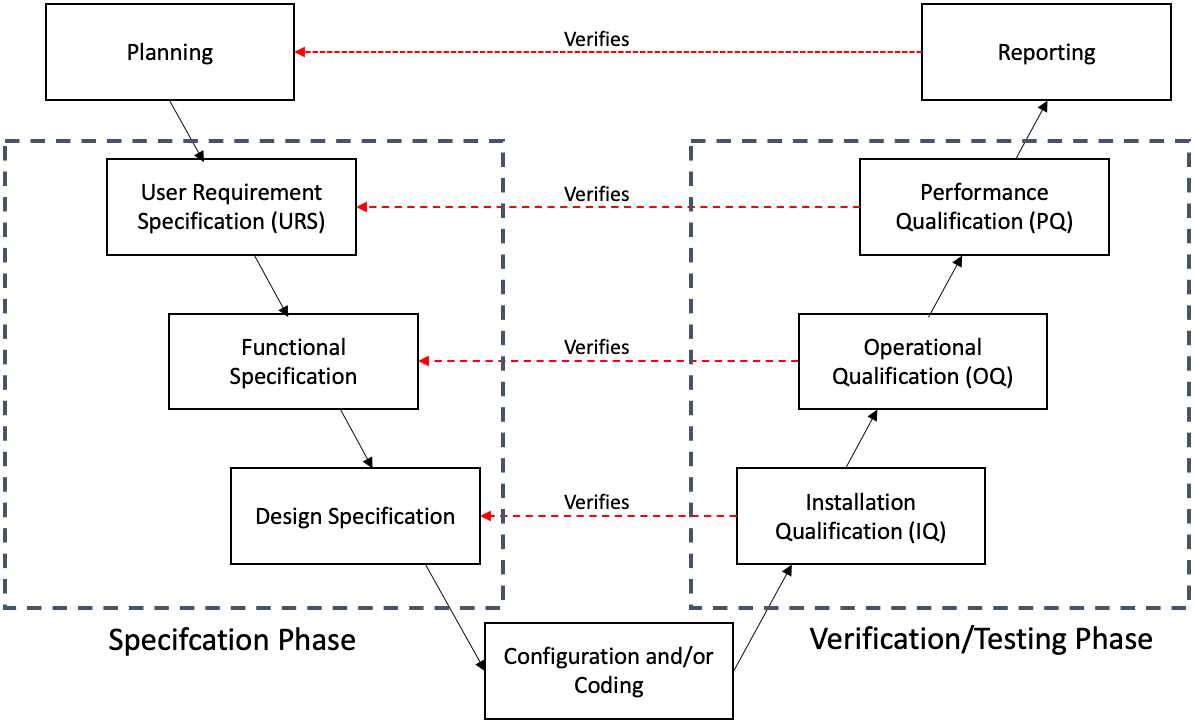 Planning
Verifies
Reporting
User Requirement
Specification (URS)
Verifies
Performance
Qualification (PQ)
Functional
Specification
Verifies
Operational
Qualification (OQ)
Design Specification
Verifies
Installation
Qualification (IQ)
Specifcation Phase
Configuration and/or
Coding
Verification/Testing Phase